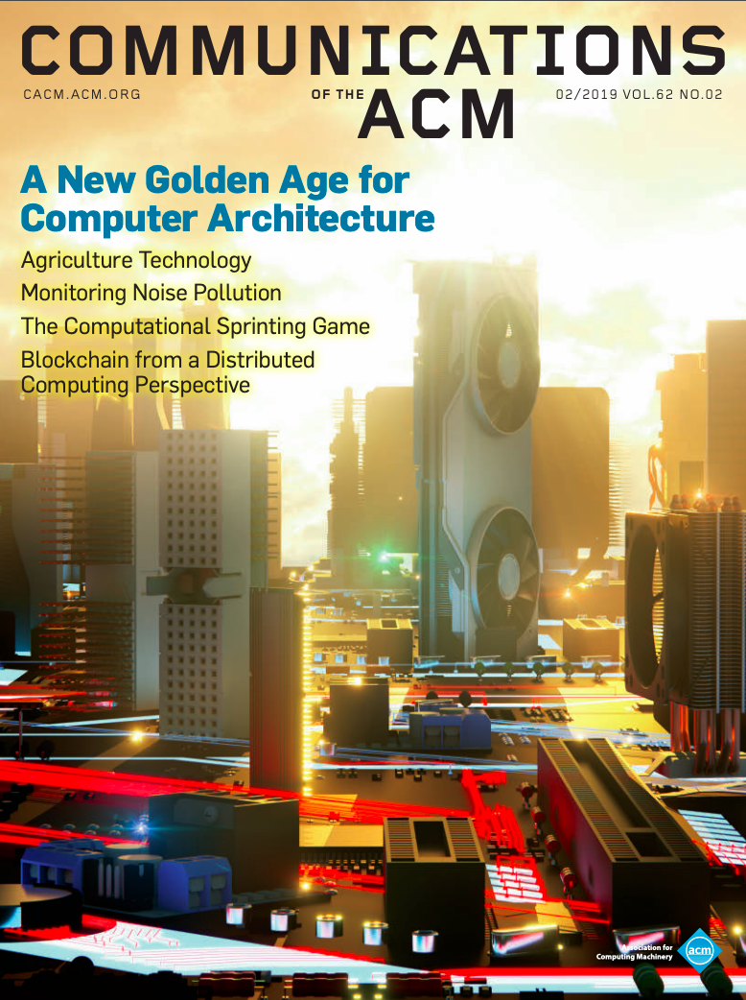 COMMUNICATIONS
CACM.ACM.ORG
OF THE
ACM
02/2019 VOL.62 NO.02
A New Golden Age for
Computer Architecture
Agriculture Technology
Monitoring Noise Pollution
The Computational Sprinting Game
Blockchain from a Distributed
Computing Perspective
Association for
Computing Machinery
acm